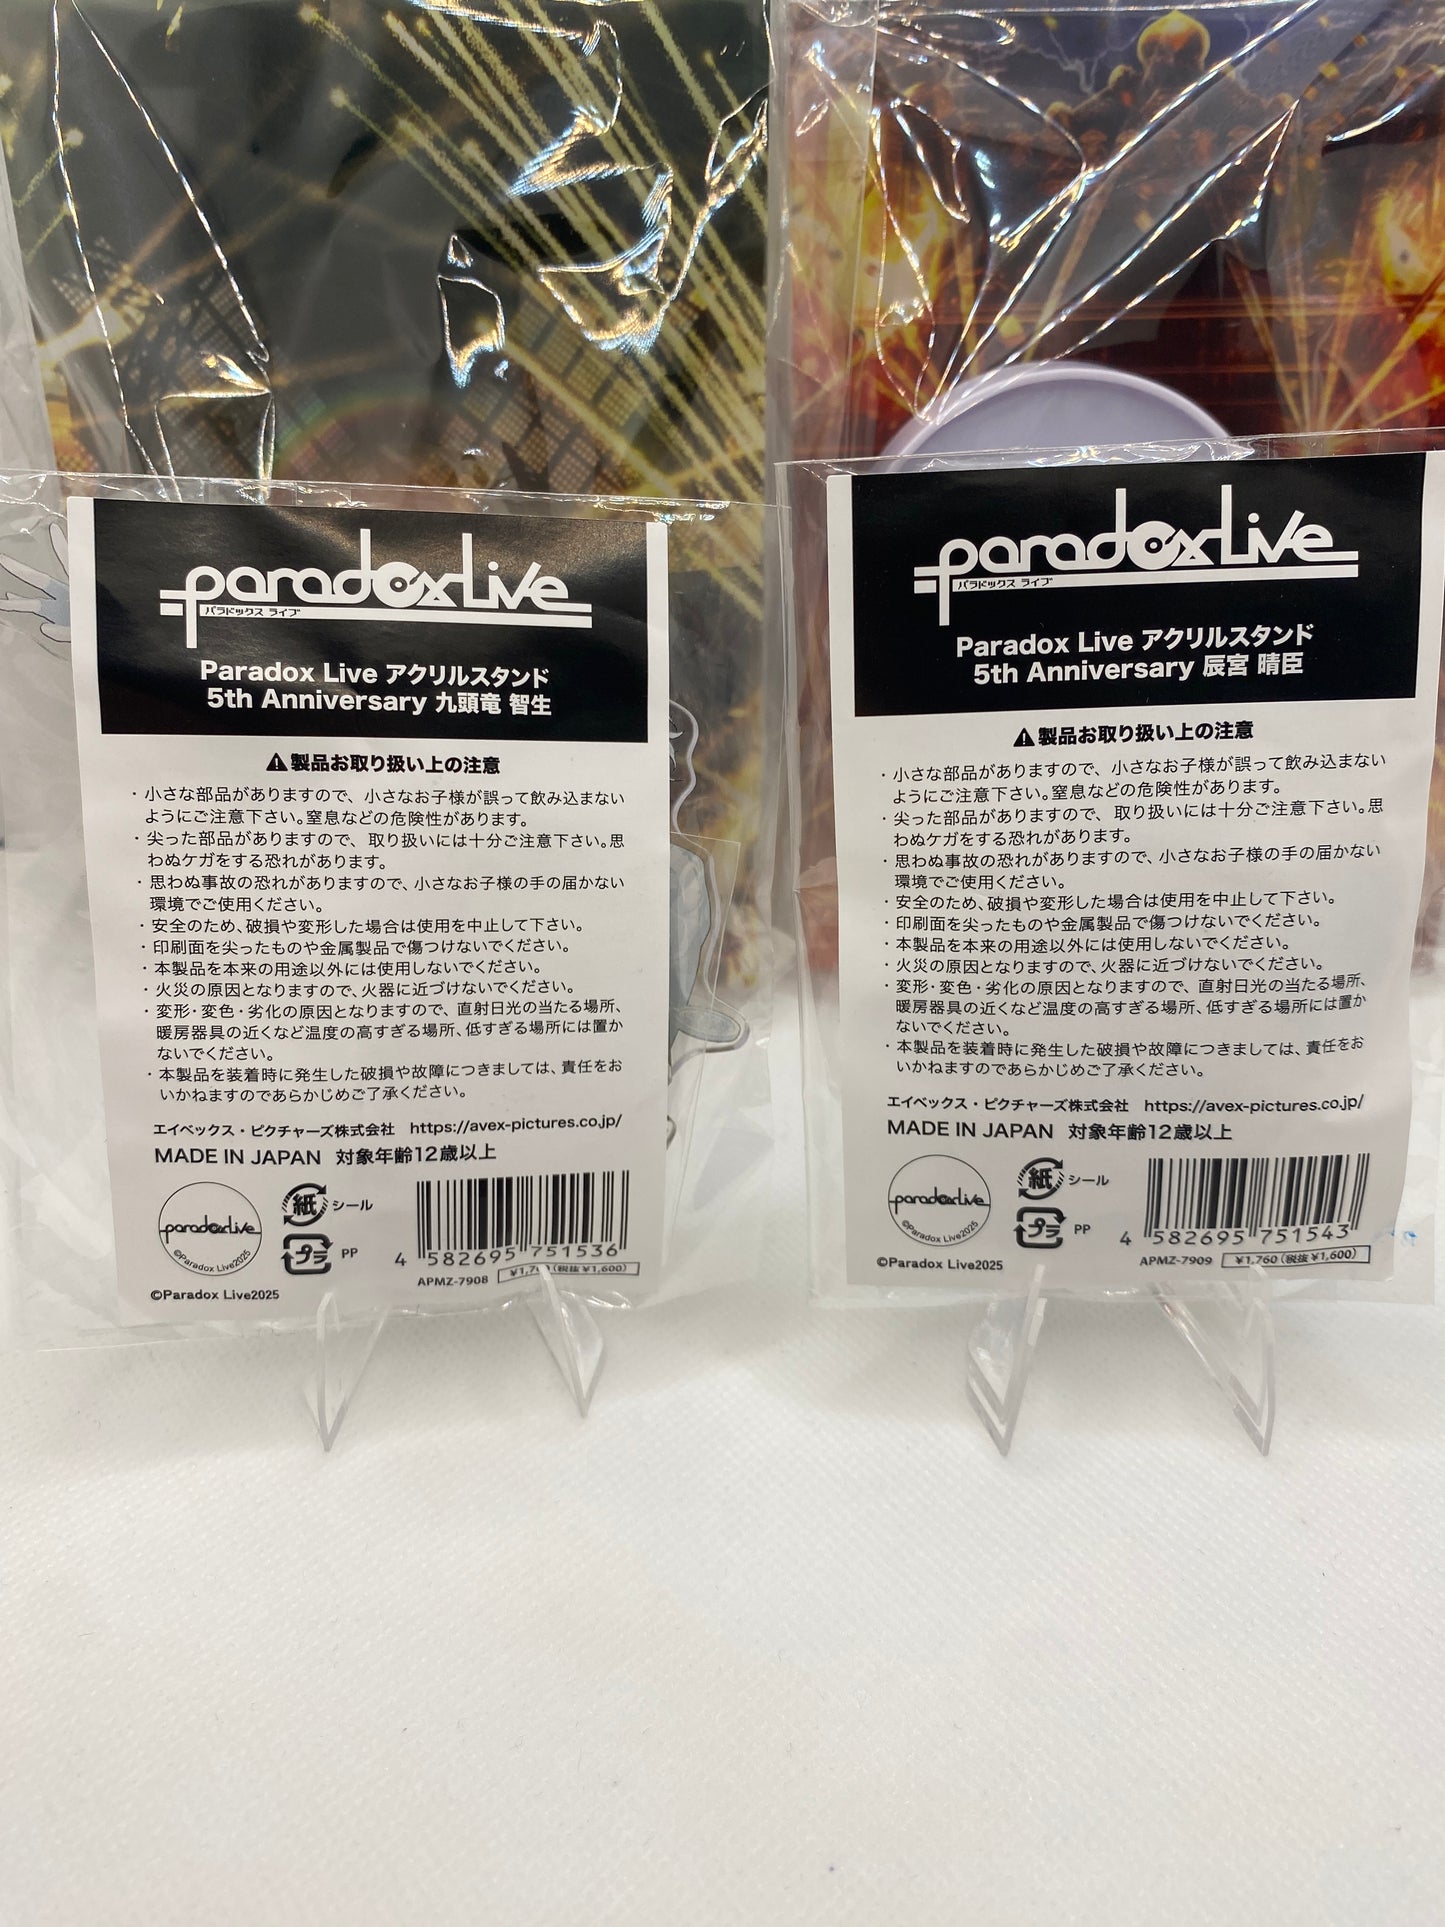 paradox Live
パラドックス ライブ
Paradox Live アクリルスタンド
5th Anniversary 九頭竜 智生
製品お取り扱い上の注意
・小さな部品がありますので、小さなお子様が誤って飲み込まない
ようにご注意下さい。窒息などの危険性があります。
・尖った部品がありますので、取り扱いには十分ご注意下さい。思
わぬケガをする恐れがあります。
・思わぬ事故の恐れがありますので、小さなお子様の手の届かない
環境でご使用ください。
・安全のため、破損や変形した場合は使用を中止して下さい。
・印刷面を尖ったものや金属製品で傷つけないでください。
・本製品を本来の用途以外には使用しないでください。
・火災の原因となりますので、火器に近づけないでください。
・変形・変色・劣化の原因となりますので、直射日光の当たる場所、
暖房器具の近くなど温度の高すぎる場所、低すぎる場所には置か
ないでください。
・本製品を装着時に発生した破損や故障につきましては、責任をお
いかねますのであらかじめご了承ください。
エイベックス・ピクチャーズ株式会社 https://avex-pictures.co.jp/
MADE IN JAPAN 対象年齢12歳以上
paradox Live
©Paradox Live2025
紙 シール
プラ PP
4 582695 751536
APMZ-7908 ¥1,760(税抜¥1,600)
©Paradox Live2025
paradox Live
パラドックス ライブ
Paradox Live アクリルスタンド
5th Anniversary 辰宮 晴臣
製品お取り扱い上の注意
・小さな部品がありますので、小さなお子様が誤って飲み込まない
ようにご注意下さい。窒息などの危険性があります。
・尖った部品がありますので、取り扱いには十分ご注意下さい。思
わぬケガをする恐れがあります。
・思わぬ事故の恐れがありますので、小さなお子様の手の届かない
環境でご使用ください。
・安全のため、破損や変形した場合は使用を中止して下さい。
・印刷面を尖ったものや金属製品で傷つけないでください。
・本製品を本来の用途以外には使用しないでください。
・火災の原因となりますので、火器に近づけないでください。
・変形・変色・劣化の原因となりますので、直射日光の当たる場所、
暖房器具の近くなど温度の高すぎる場所、低すぎる場所には置か
ないでください。
・本製品を装着時に発生した破損や故障につきましては、責任をお
いかねますのであらかじめご了承ください。
エイベックス・ピクチャーズ株式会社 https://avex-pictures.co.jp/
MADE IN JAPAN 対象年齢12歳以上
paradox Live
©Paradox Live2025
紙 シール
プラ PP
4 582695 751543
APMZ-7909 ¥1,760(税抜¥1,600)
©Paradox Live2025